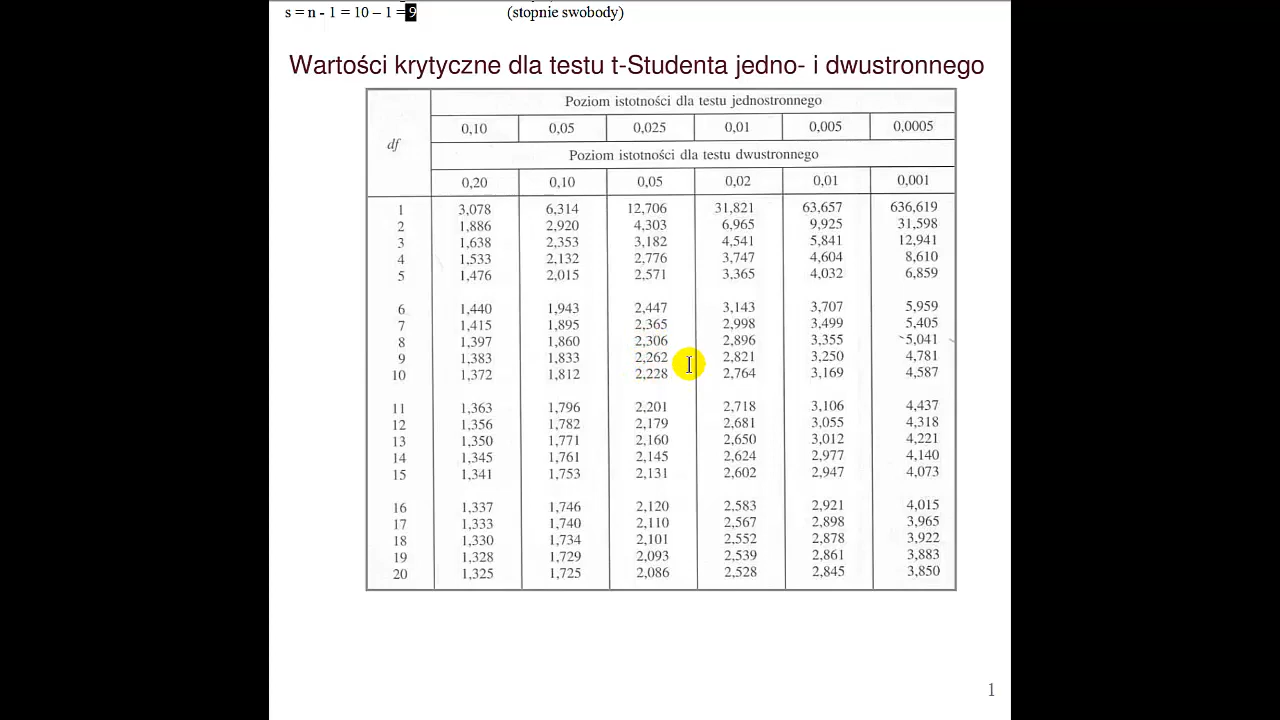 s = n - 1 = 10 – 1 = 9 (stopnie swobody)
Wartości krytyczne dla testu t-Studenta jedno- i dwustronnego
Poziom istotności dla testu jednostronnego
df
0,10 0,05 0,025 0,01 0,005 0,0005
Poziom istotności dla testu dwustronnego
0,20 0,10 0,05 0,02 0,01 0,001
1 3,078 6,314 12,706 31,821 63,657 636,619
2 1,886 2,920 4,303 6,965 9,925 31,598
3 1,638 2,353 3,182 4,541 5,841 12,941
4 1,533 2,132 2,776 3,747 4,604 8,610
5 1,476 2,015 2,571 3,365 4,032 6,859
6 1,440 1,943 2,447 3,143 3,707 5,959
7 1,415 1,895 2,365 2,998 3,499 5,405
8 1,397 1,860 2,306 2,896 3,355 5,041
9 1,383 1,833 2,262 2,821 3,250 4,781
10 1,372 1,812 2,228 2,764 3,169 4,587
11 1,363 1,796 2,201 2,718 3,106 4,437
12 1,356 1,782 2,179 2,681 3,055 4,318
13 1,350 1,771 2,160 2,650 3,012 4,221
14 1,345 1,761 2,145 2,624 2,977 4,140
15 1,341 1,753 2,131 2,602 2,947 4,073
16 1,337 1,746 2,120 2,583 2,921 4,015
17 1,333 1,740 2,110 2,567 2,898 3,965
18 1,330 1,734 2,101 2,552 2,878 3,922
19 1,328 1,729 2,093 2,539 2,861 3,883
20 1,325 1,725 2,086 2,528 2,845 3,850
1